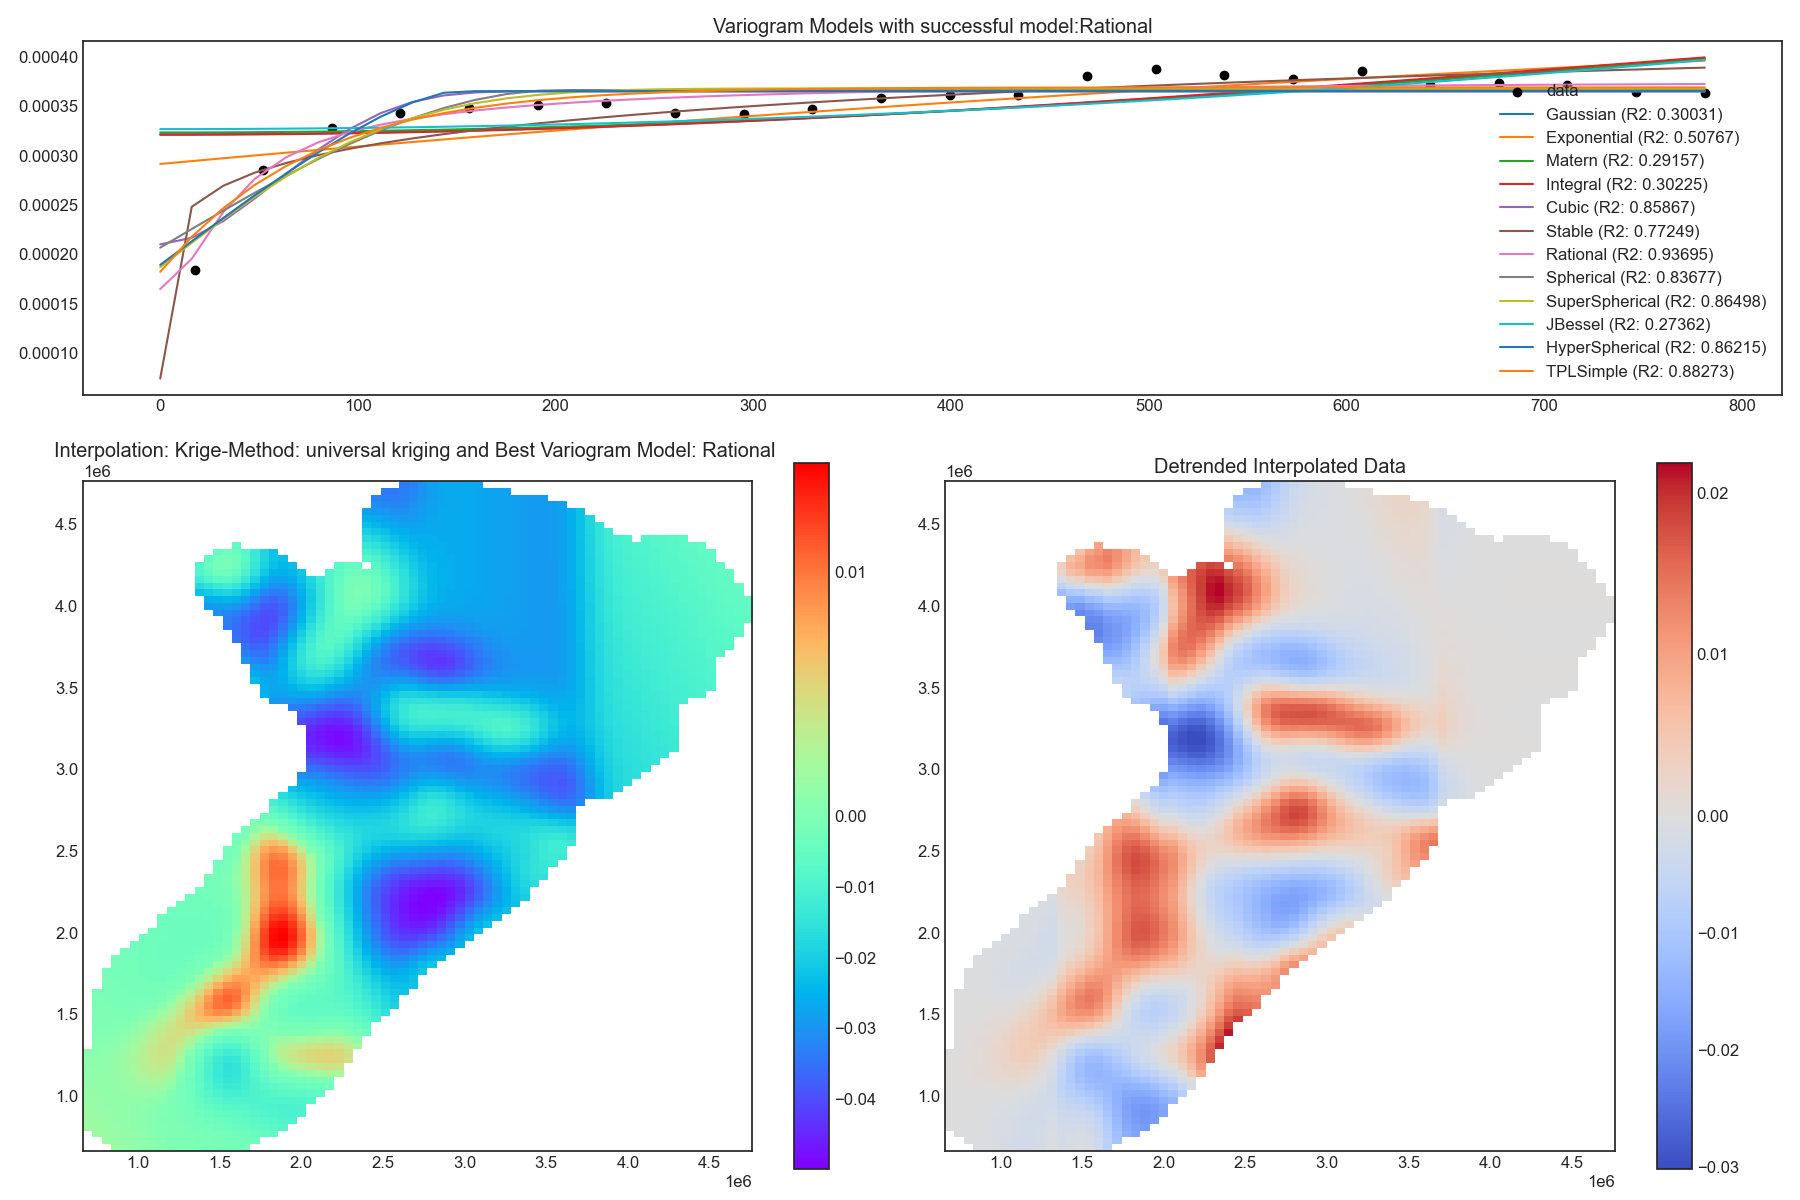 Variogram Models with successful model:Rational
0.00040
0.00035
0.00030
0.00025
0.00020
0.00015
0.00010
data
Gaussian (R2: 0.30031)
Exponential (R2: 0.50767)
Matern (R2: 0.29157)
Integral (R2: 0.30225)
Cubic (R2: 0.85867)
Stable (R2: 0.77249)
Rational (R2: 0.93695)
Spherical (R2: 0.83677)
SuperSpherical (R2: 0.86498)
JBessel (R2: 0.27362)
HyperSpherical (R2: 0.86215)
TPLSimple (R2: 0.88273)
0 100 200 300 400 500 600 700 800
Interpolation: Krige-Method: universal kriging and Best Variogram Model: Rational
1e6
4.5
4.0
3.5
3.0
2.5
2.0
1.5
1.0
1.0 1.5 2.0 2.5 3.0 3.5 4.0 4.5
1e6
0.01
0.00
−0.01
−0.02
−0.03
−0.04
Detrended Interpolated Data
1e6
4.5
4.0
3.5
3.0
2.5
2.0
1.5
1.0
1.0 1.5 2.0 2.5 3.0 3.5 4.0 4.5
1e6
0.02
0.01
0.00
−0.01
−0.02
−0.03